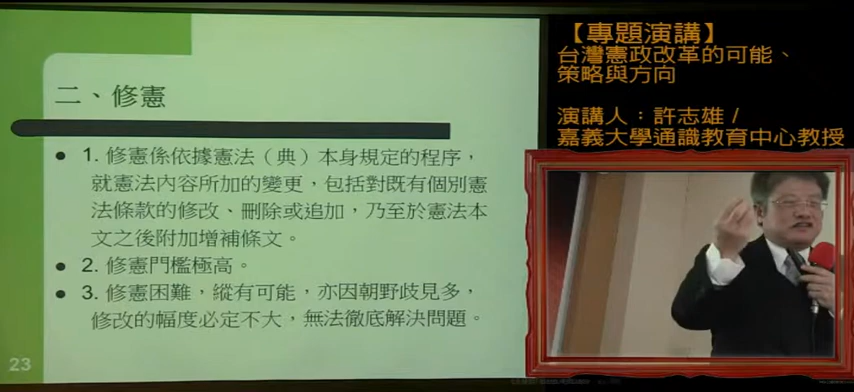 二、修憲
● 1. 修憲係依據憲法（典）本身規定的程序，
就憲法內容所加的變更，包括對既有個別憲
法條款的修改、刪除或追加，乃至於憲法本
文之後附加增補條文。
● 2. 修憲門檻極高。
● 3. 修憲困難，縱有可能，亦因朝野歧見多，
修改的幅度必定不大，無法徹底解決問題。
23
【專題演講】
台灣憲政改革的可能、
策略與方向
演講人：許志雄 /
嘉義大學通識教育中心教授